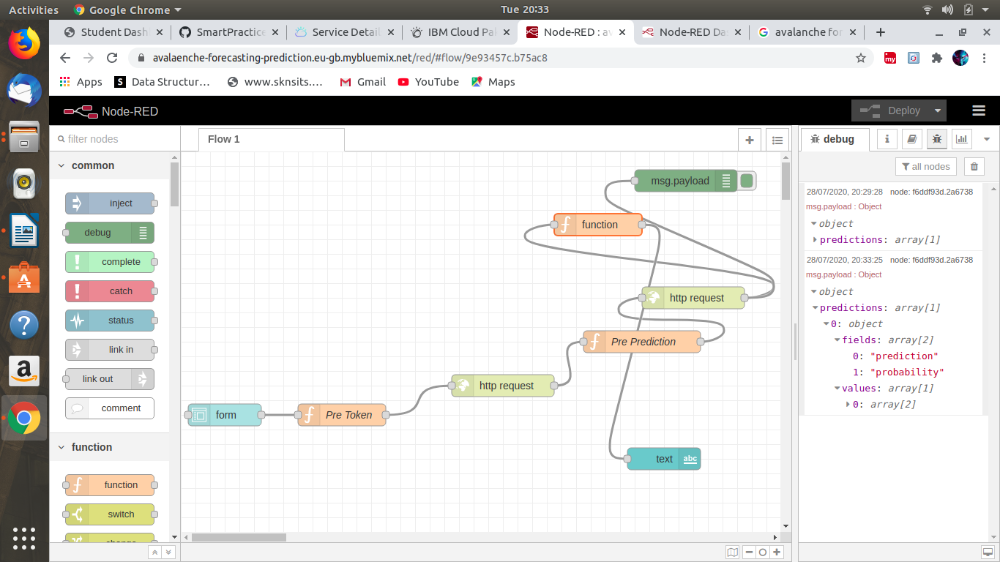 Activities Google Chrome Tue 20:33
Student Dash SmartPractice Service Detail IBM Cloud Pak Node-RED : av Node-RED Da avalanche for
avalaenche-forecasting-prediction.eu-gb.mybluemix.net/red/#flow/9e93457c.b75ac8
my
Apps S Data Structur… www.sknsits.… Gmail YouTube Maps
Node-RED Deploy
filter nodes
Flow 1
debug
i
all nodes
common
inject
debug
complete
catch
status
link in
link out
comment
function
function
switch
change
msg.payload
function
http request
Pre Prediction
http request
form
Pre Token
text abc
28/07/2020, 20:29:28 node: f6ddf93d.2a6738
msg.payload : Object
object
predictions: array[1]
28/07/2020, 20:33:25 node: f6ddf93d.2a6738
msg.payload : Object
object
predictions: array[1]
0: object
fields: array[2]
0: "prediction"
1: "probability"
values: array[1]
0: array[2]